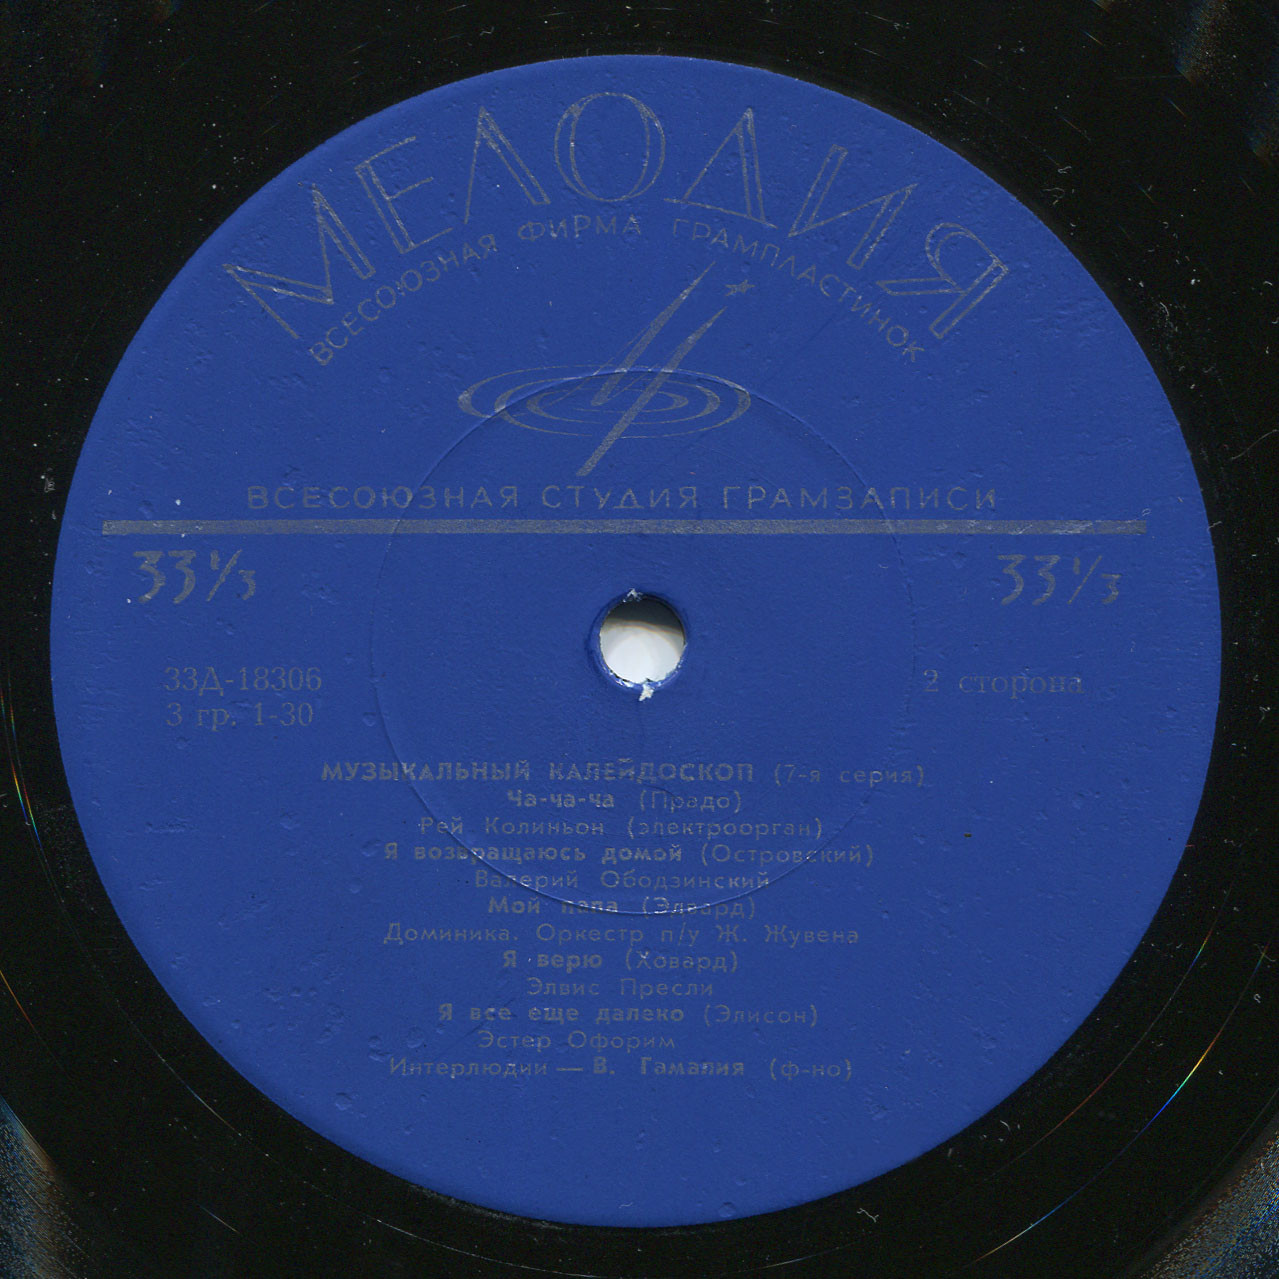 МЕЛОДИЯ
ВСЕСОЮЗНАЯ ФИРМА ГРАМПЛАСТИНОК
ВСЕСОЮЗНАЯ СТУДИЯ ГРАМЗАПИСИ
33⅓ 33⅓
33Д-18306 2 сторона
3 гр. 1-30
МУЗЫКАЛЬНЫЙ КАЛЕЙДОСКОП (7-я серия)
Ча-ча-ча (Прадо)
Рей Колиньон (электроорган)
Я возвращаюсь домой (Островский)
Валерий Ободзинский
Мой папа (Эдвард)
Доминика. Оркестр п/у Ж. Жувена
Я верю (Ховард)
Элвис Пресли
Я все еще далеко (Элисон)
Эстер Офорим
Интерлюдии — В. Гамалия (ф-но)